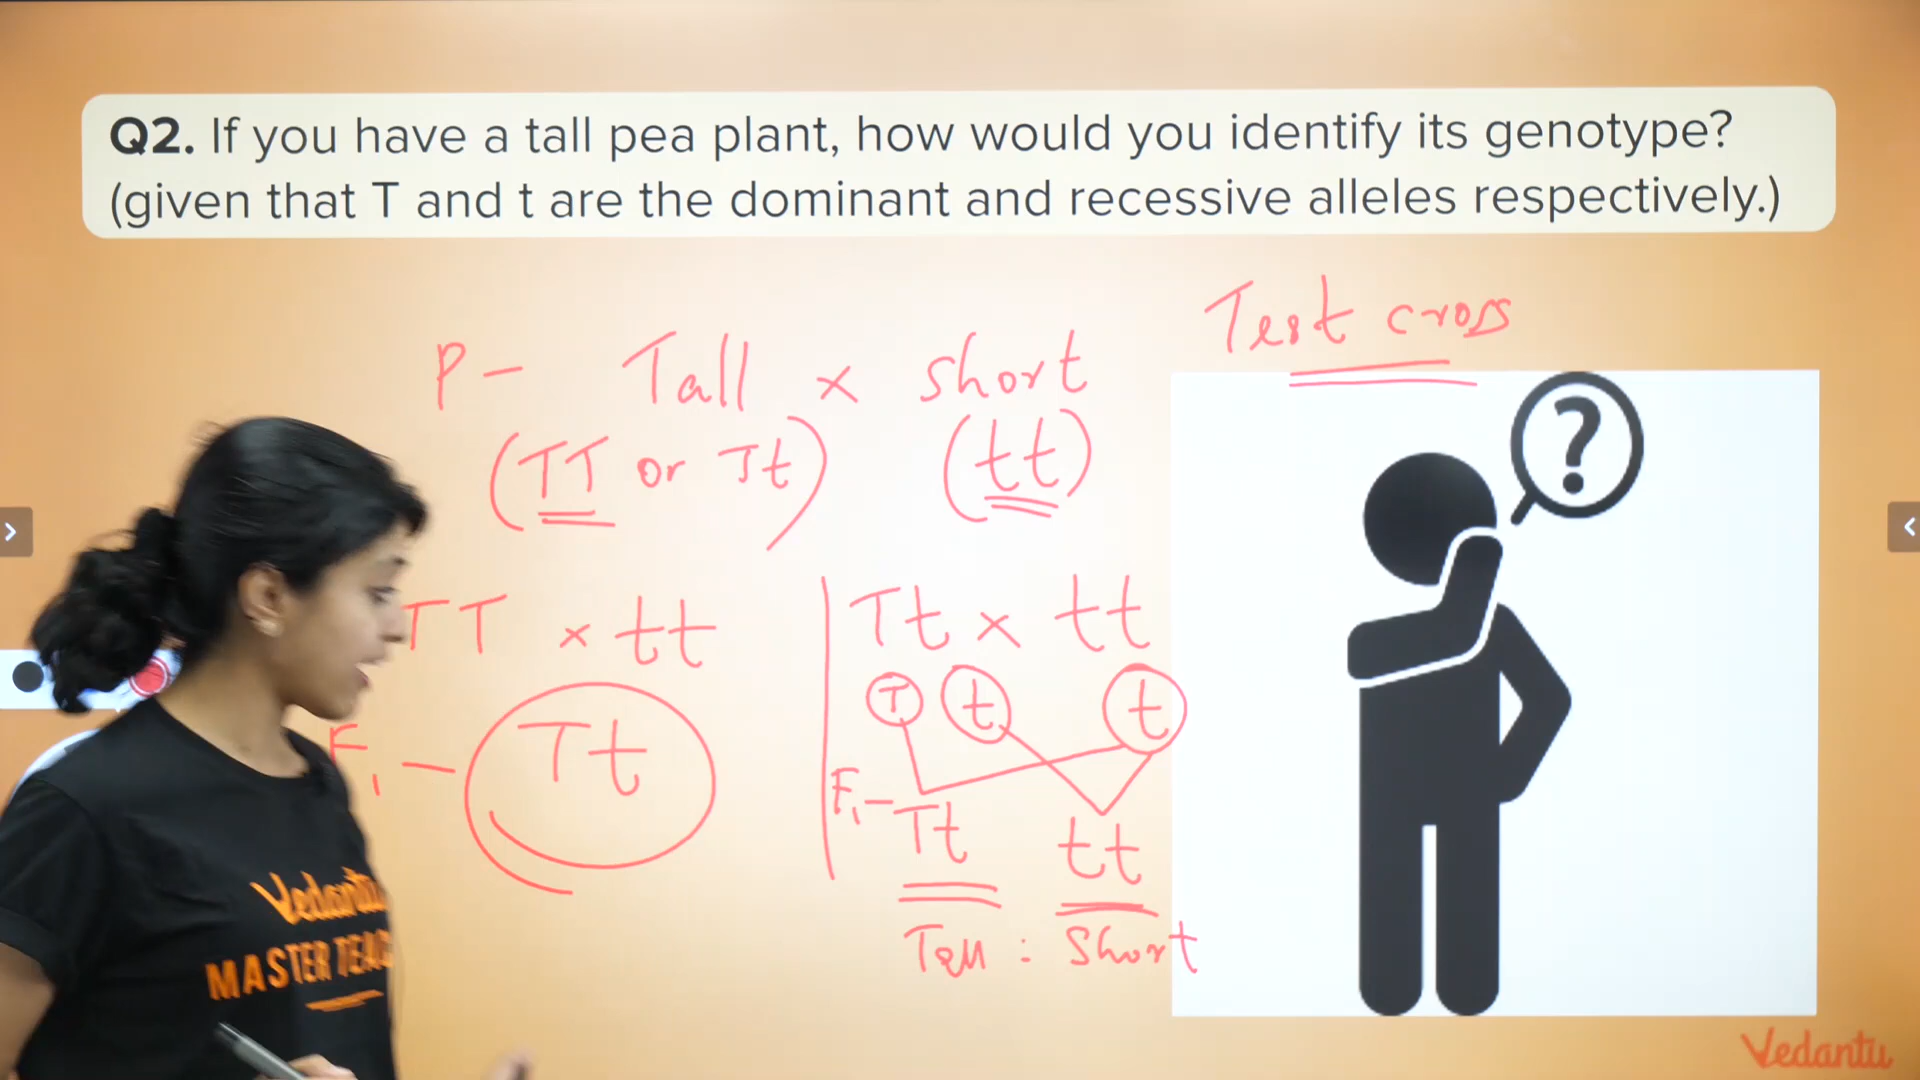 Q2. If you have a tall pea plant, how would you identify its genotype?
(given that T and t are the dominant and recessive alleles respectively.)
Test cross
P - Tall x short
(TT or Tt) (tt)
TT x tt
Tt x tt
T t t
F1 - Tt
F1 - Tt tt
Tall : Short
?
Vedantu
MASTER TEAC
Vedantu